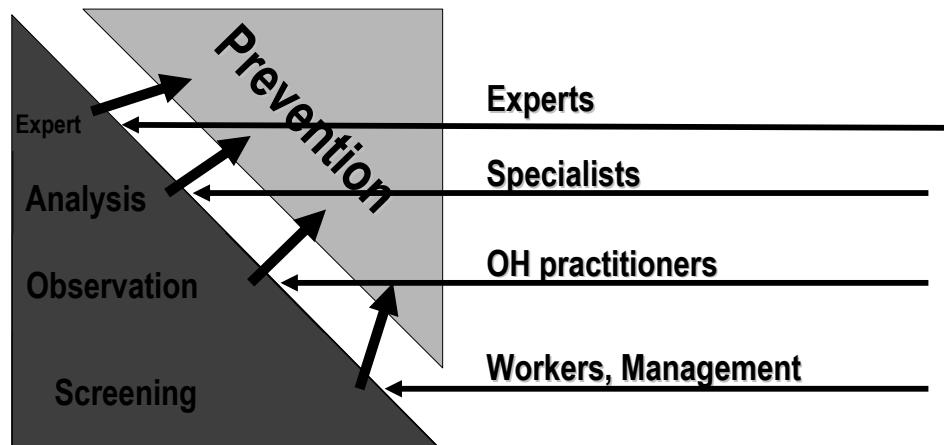 Prevention
Experts
Expert
Specialists
Analysis
OH practitioners
Observation
Workers, Management
Screening